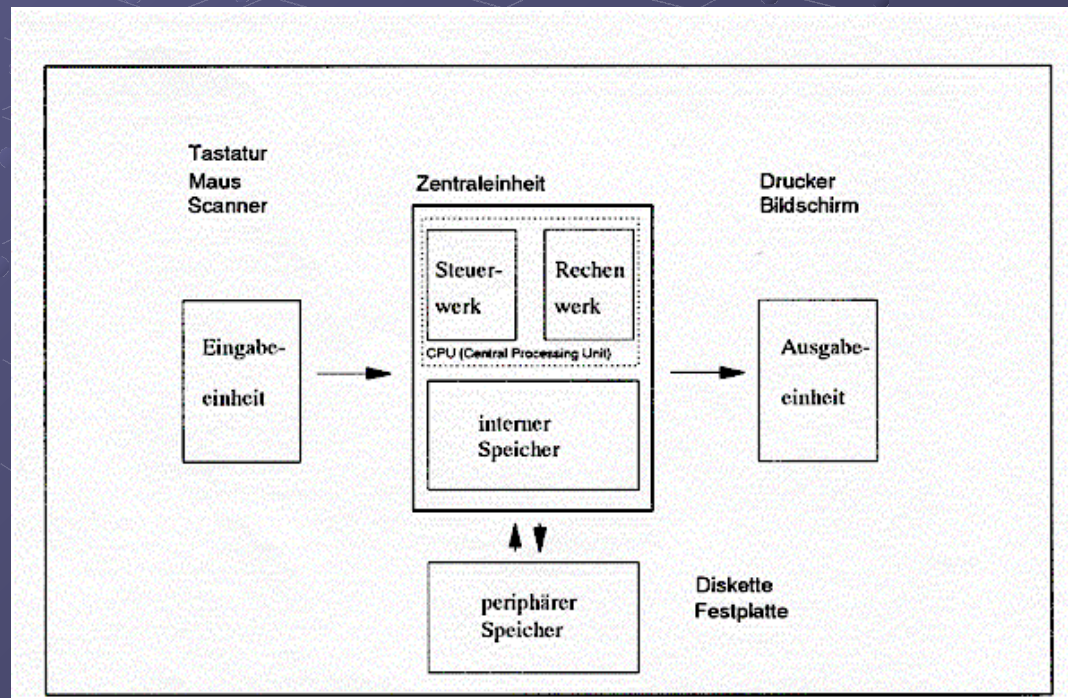 Tastatur
Maus
Scanner
Zentraleinheit
Drucker
Bildschirm
Steuer-
werk
Rechen
werk
CPU (Central Processing Unit)
Eingabe-
einheit
interner
Speicher
Ausgabe-
einheit
periphärer
Speicher
Diskette
Festplatte